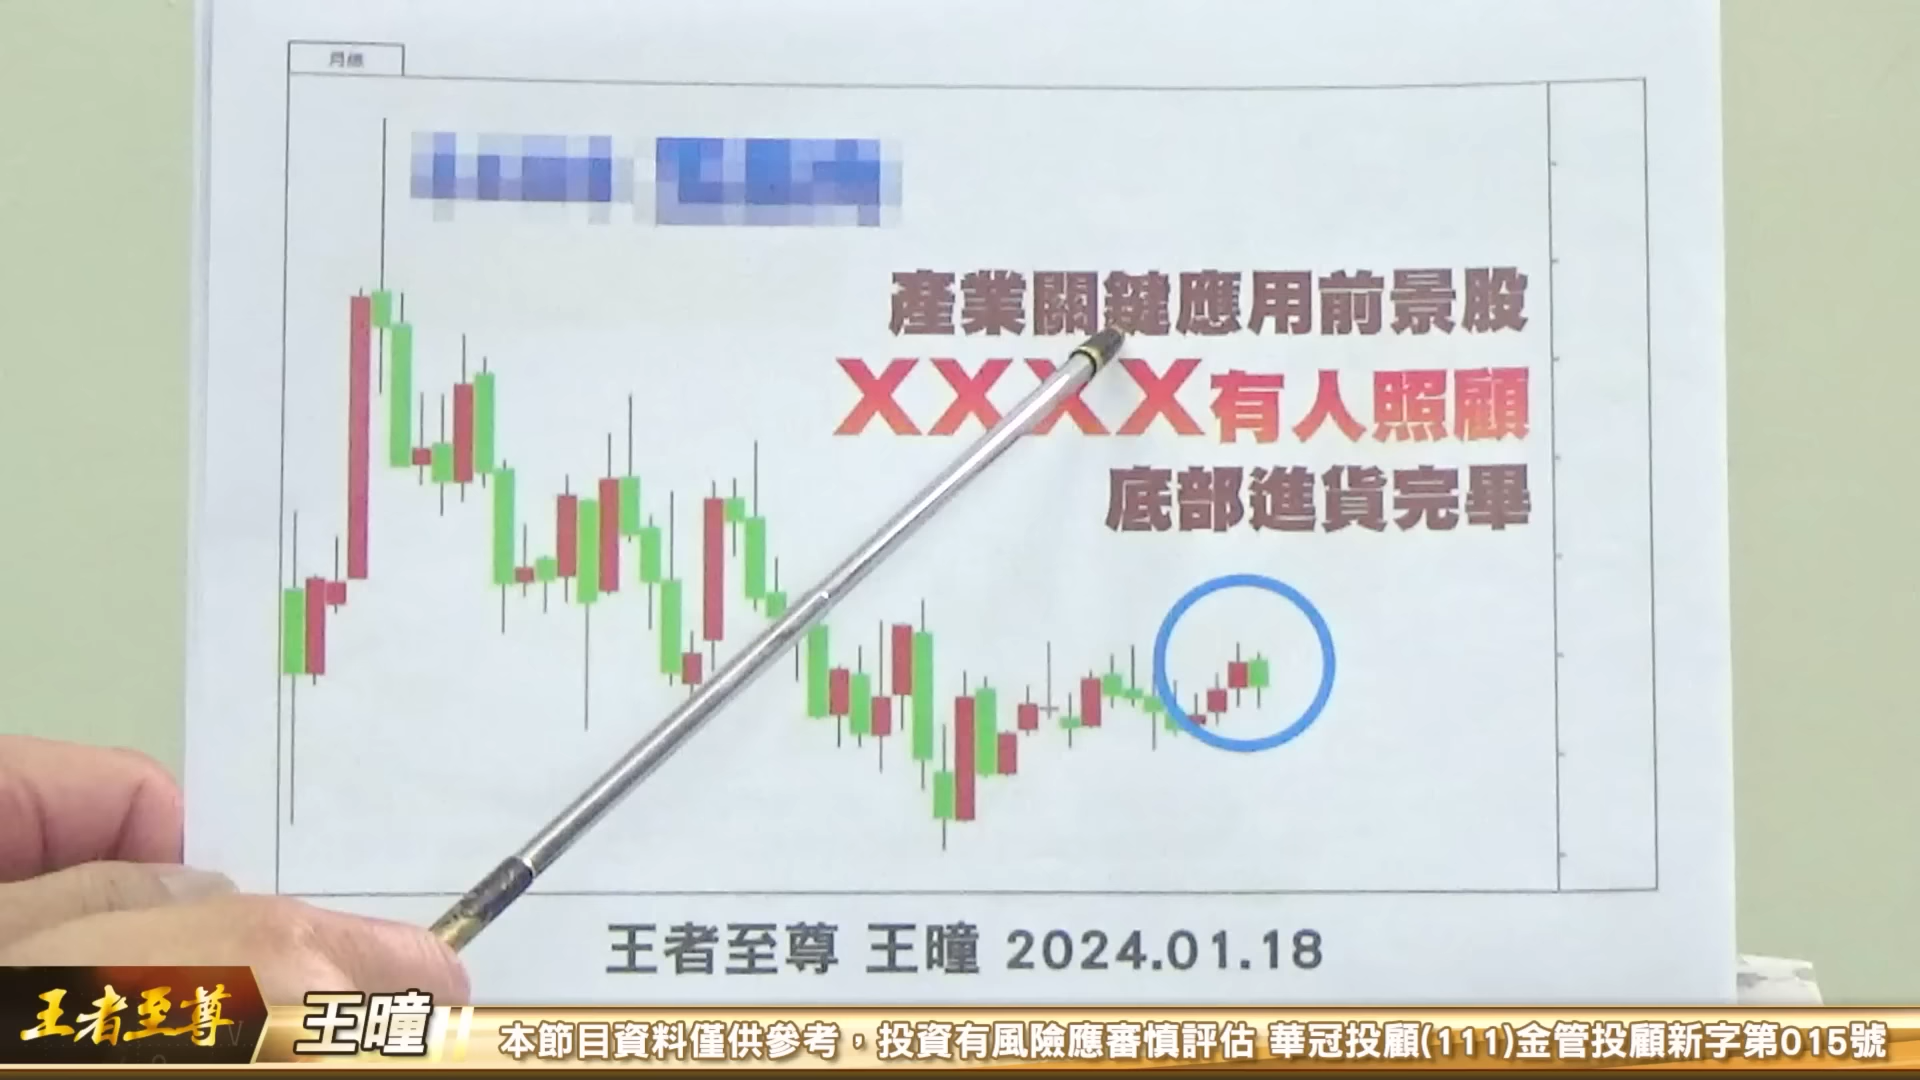 月線
產業關鍵應用前景股
XXXX有人照顧
底部進貨完畢
王者至尊 王曈 2024.01.18
王者至尊
王曈
本節目資料僅供參考，投資有風險應審慎評估 華冠投顧(111)金管投顧新字第015號